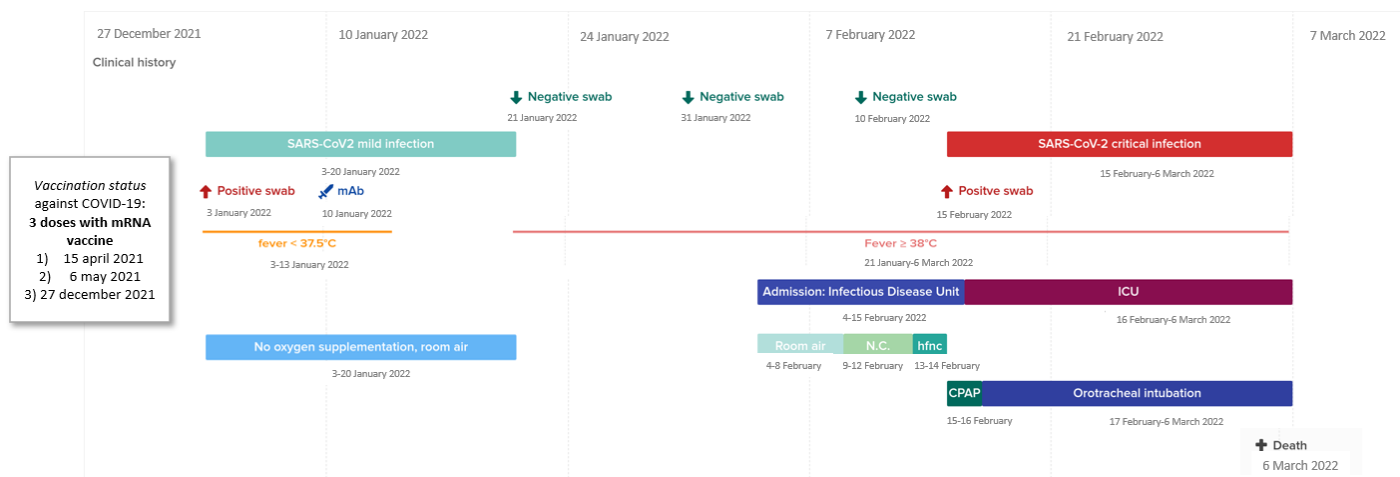 27 December 2021
10 January 2022
24 January 2022
7 February 2022
21 February 2022
7 March 2022
Clinical history
Negative swab
21 January 2022
Negative swab
31 January 2022
Negative swab
10 February 2022
SARS-CoV2 mild infection
3-20 January 2022
SARS-CoV-2 critical infection
15 February-6 March 2022
Vaccination status
against COVID-19:
3 doses with mRNA
vaccine
1) 15 april 2021
2) 6 may 2021
3) 27 december 2021
Positive swab
3 January 2022
mAb
10 January 2022
Positve swab
15 February 2022
fever < 37.5°C
3-13 January 2022
Fever ≥ 38°C
21 January-6 March 2022
Admission: Infectious Disease Unit
4-15 February 2022
ICU
16 February-6 March 2022
No oxygen supplementation, room air
3-20 January 2022
Room air
4-8 February
N.C.
9-12 February
hfnc
13-14 February
CPAP
15-16 February
Orotracheal intubation
17 February-6 March 2022
Death
6 March 2022